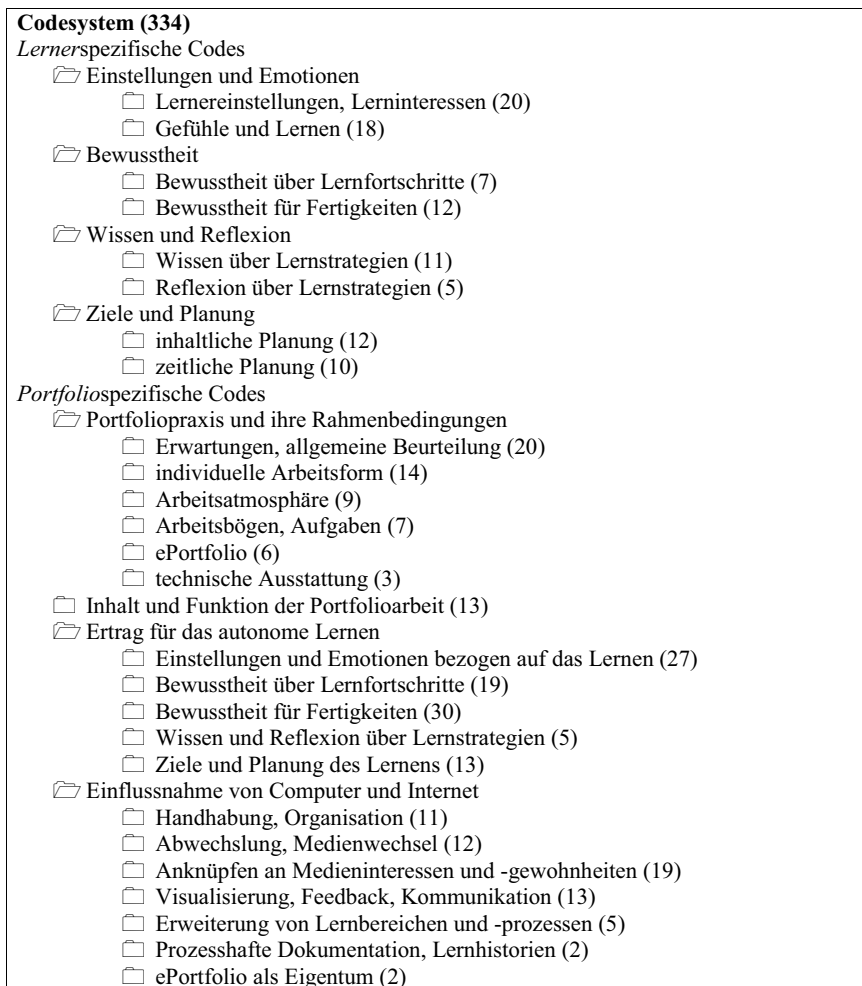 Codesystem (334)
Lernerspezifische Codes
Einstellungen und Emotionen
Lernereinstellungen, Lerninteressen (20)
Gefühle und Lernen (18)
Bewusstheit
Bewusstheit über Lernfortschritte (7)
Bewusstheit für Fertigkeiten (12)
Wissen und Reflexion
Wissen über Lernstrategien (11)
Reflexion über Lernstrategien (5)
Ziele und Planung
inhaltliche Planung (12)
zeitliche Planung (10)
Portfoliospezifische Codes
Portfoliopraxis und ihre Rahmenbedingungen
Erwartungen, allgemeine Beurteilung (20)
individuelle Arbeitsform (14)
Arbeitsatmosphäre (9)
Arbeitsbögen, Aufgaben (7)
ePortfolio (6)
technische Ausstattung (3)
Inhalt und Funktion der Portfolioarbeit (13)
Ertrag für das autonome Lernen
Einstellungen und Emotionen bezogen auf das Lernen (27)
Bewusstheit über Lernfortschritte (19)
Bewusstheit für Fertigkeiten (30)
Wissen und Reflexion über Lernstrategien (5)
Ziele und Planung des Lernens (13)
Einflussnahme von Computer und Internet
Handhabung, Organisation (11)
Abwechslung, Medienwechsel (12)
Anknüpfen an Medieninteressen und -gewohnheiten (19)
Visualisierung, Feedback, Kommunikation (13)
Erweiterung von Lernbereichen und -prozessen (5)
Prozesshafte Dokumentation, Lernhistorien (2)
ePortfolio als Eigentum (2)